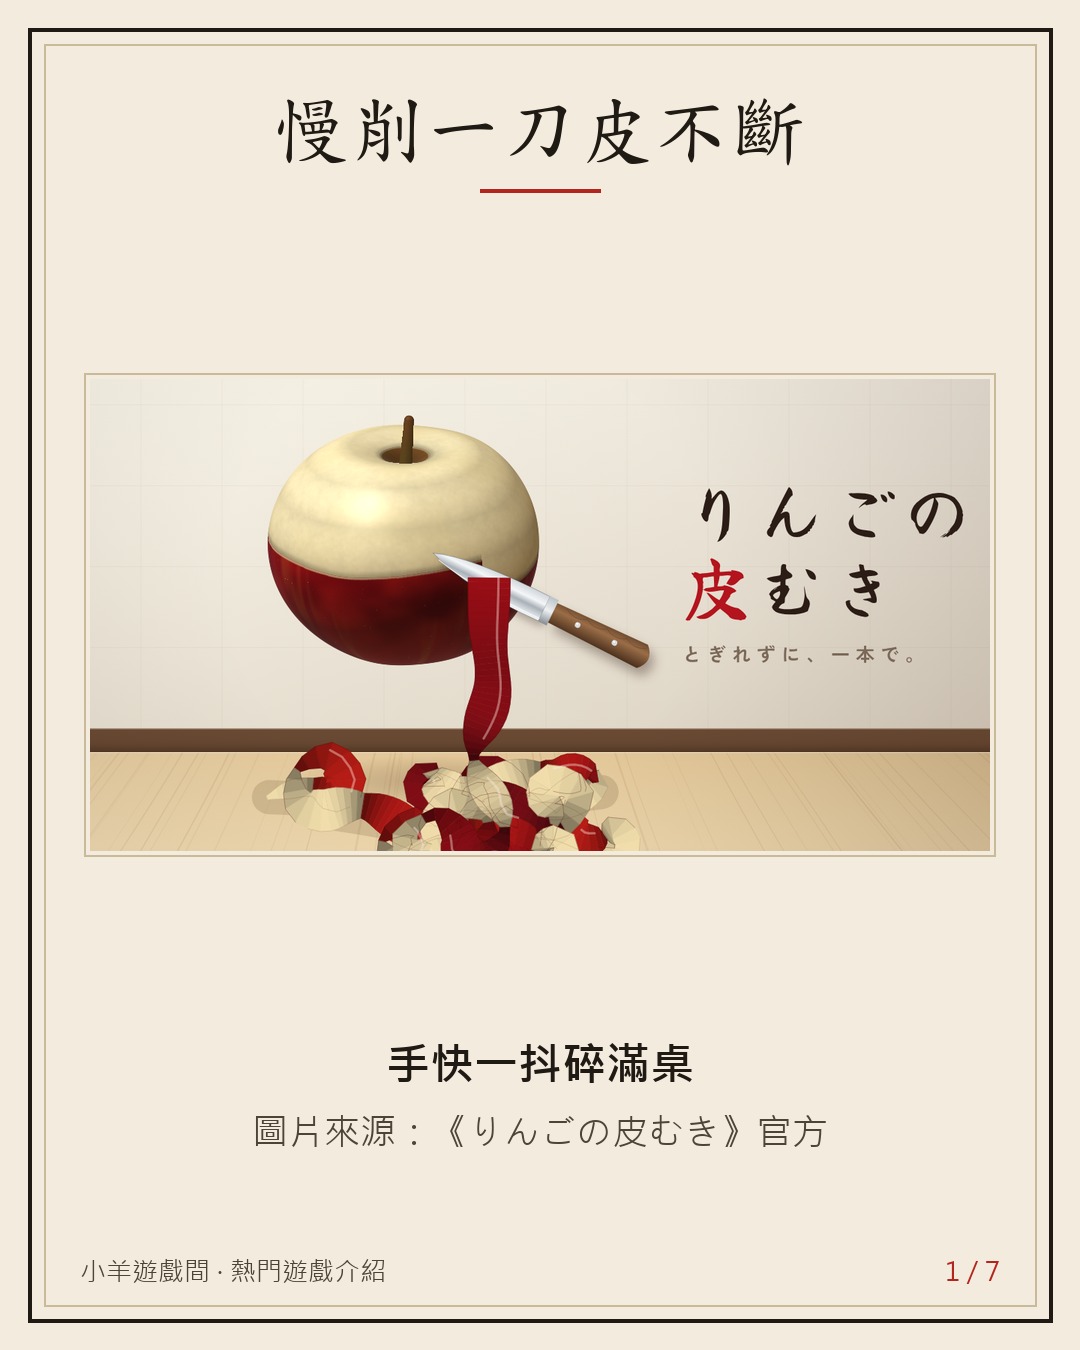 慢削一刀皮不斷
りんごの
皮むき
とぎれずに、一本で。
手快一抖碎滿桌
圖片來源：《りんごの皮むき》官方
小羊遊戲間·熱門遊戲介紹
1/7